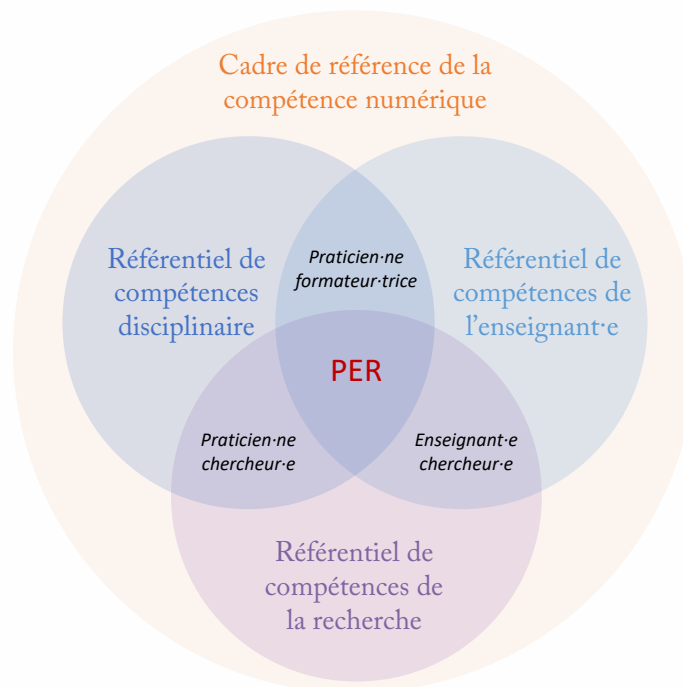 Cadre de référence de la
compétence numérique
Référentiel de
compétences
disciplinaire
Praticien·ne
formateur·trice
Référentiel de
compétences de
l’enseignant·e
PER
Praticien·ne
chercheur·e
Enseignant·e
chercheur·e
Référentiel de
compétences de
la recherche